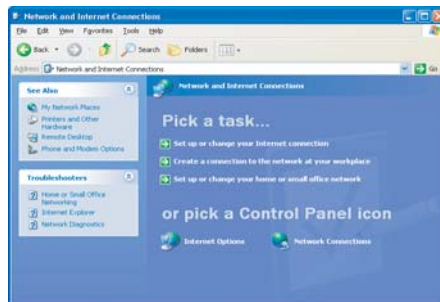 Network and Internet Connections
File Edit View Favorites Tools Help
Back Search Folders
Address Network and Internet Connections Go
See Also
My Network Places
Printers and Other
Hardware
Remote Desktop
Phone and Modem Options
Troubleshooters
Home or Small Office
Networking
Internet Explorer
Network Diagnostics
Network and Internet Connections
Pick a task...
Set up or change your Internet connection
Create a connection to the network at your workplace
Set up or change your home or small office network
or pick a Control Panel icon
Internet Options Network Connections